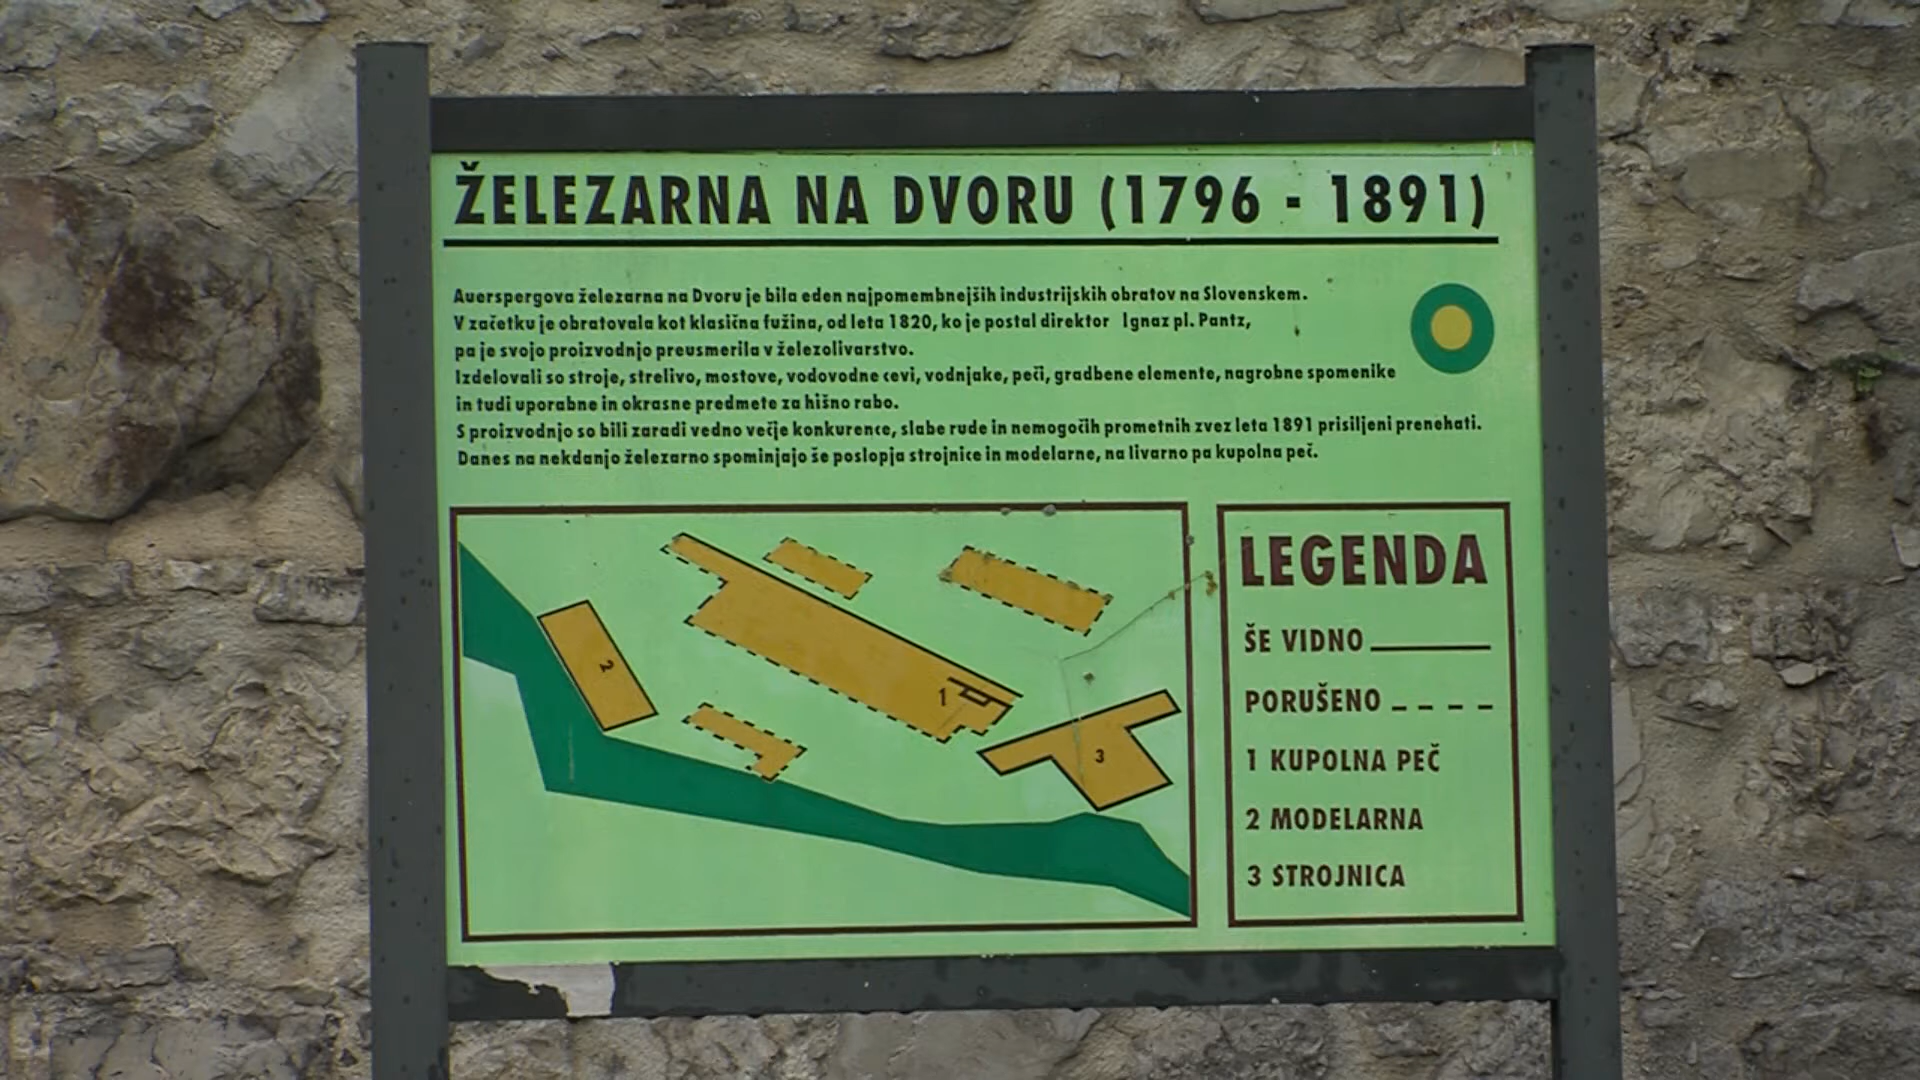 ŽELEZARNA NA DVORU (1796 - 1891)
Auerspergova železarna na Dvoru je bila eden najpomembnejših industrijskih obratov na Slovenskem.
V začetku je obratovala kot klasična fužina, od leta 1820, ko je postal direktor Ignaz pl. Pantz,
pa je svojo proizvodnjo preusmerila v železolivarstvo.
Izdelovali so stroje, strelivo, mostove, vodovodne cevi, vodnjake, peči, gradbene elemente, nagrobne spomenike
in tudi uporabne in okrasne predmete za hišno rabo.
S proizvodnjo so bili zaradi vedno večje konkurence, slabe rude in nemogočih prometnih zvez leta 1891 prisiljeni prenehati.
Danes na nekdanjo železarno spominjajo še poslopja strojnice in modelarne, na livarno pa kupolna peč.
2
1
3
LEGENDA
ŠE VIDNO
PORUŠENO
1 KUPOLNA PEČ
2 MODELARNA
3 STROJNICA